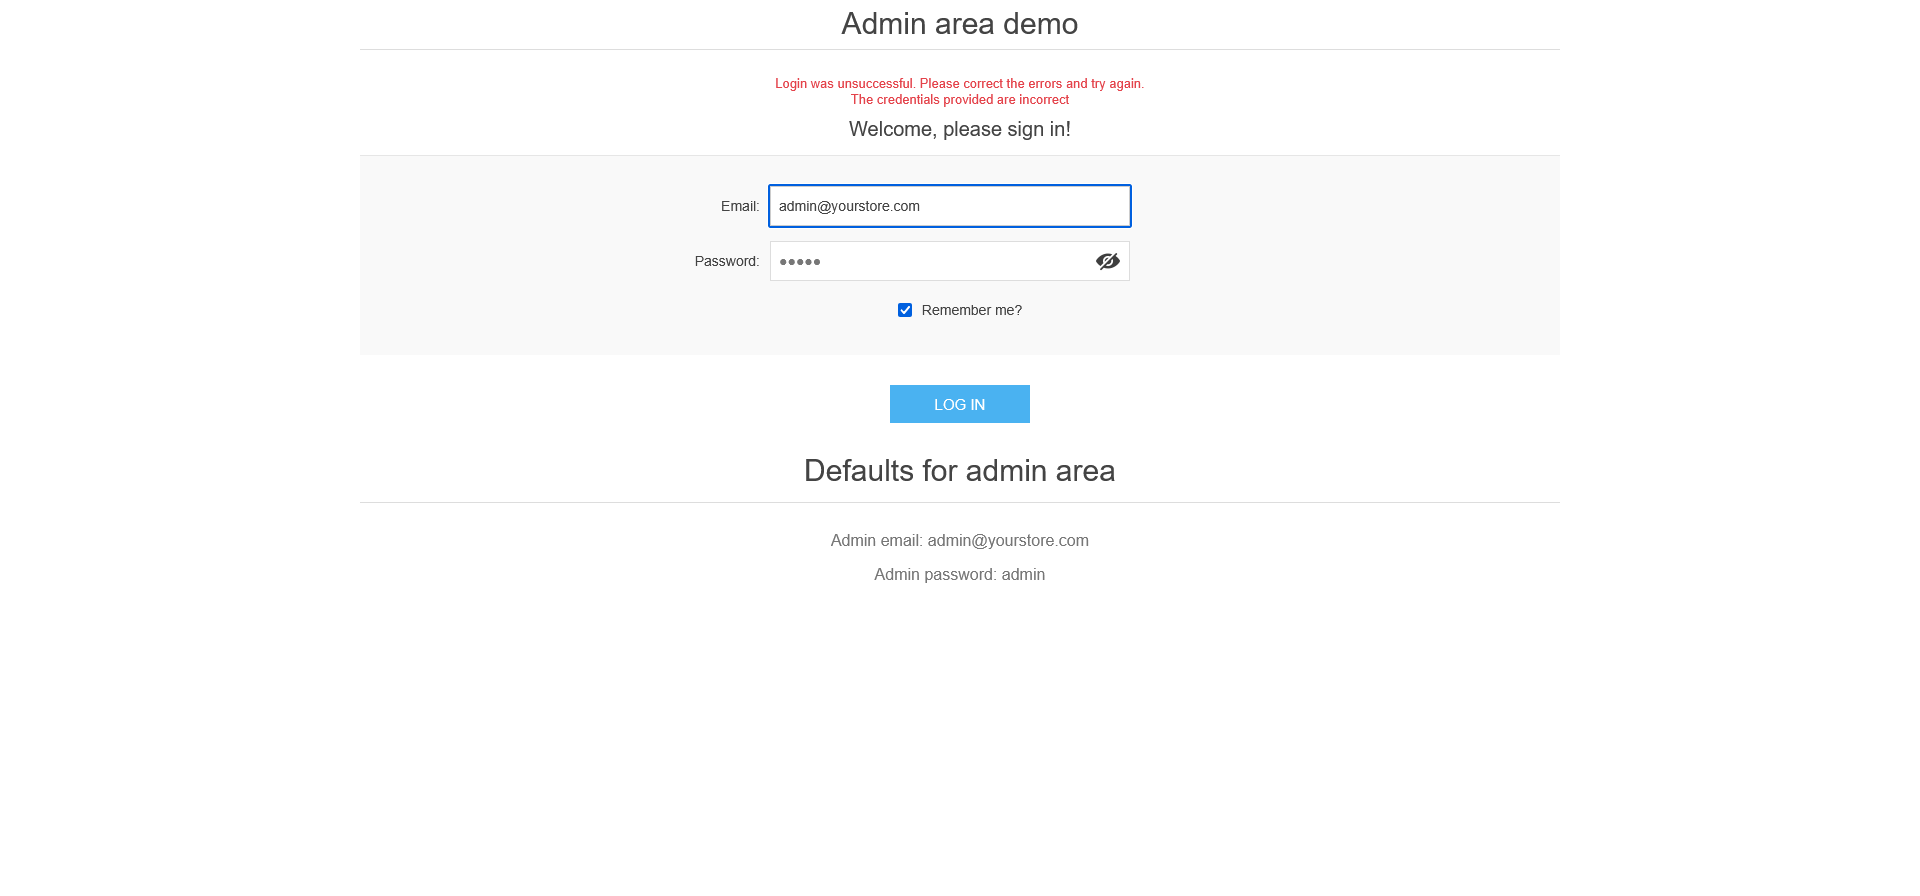 Admin area demo
Login was unsuccessful. Please correct the errors and try again.
The credentials provided are incorrect
Welcome, please sign in!
Email: admin@yourstore.com
Password: •••••
Remember me?
LOG IN
Defaults for admin area
Admin email: admin@yourstore.com
Admin password: admin